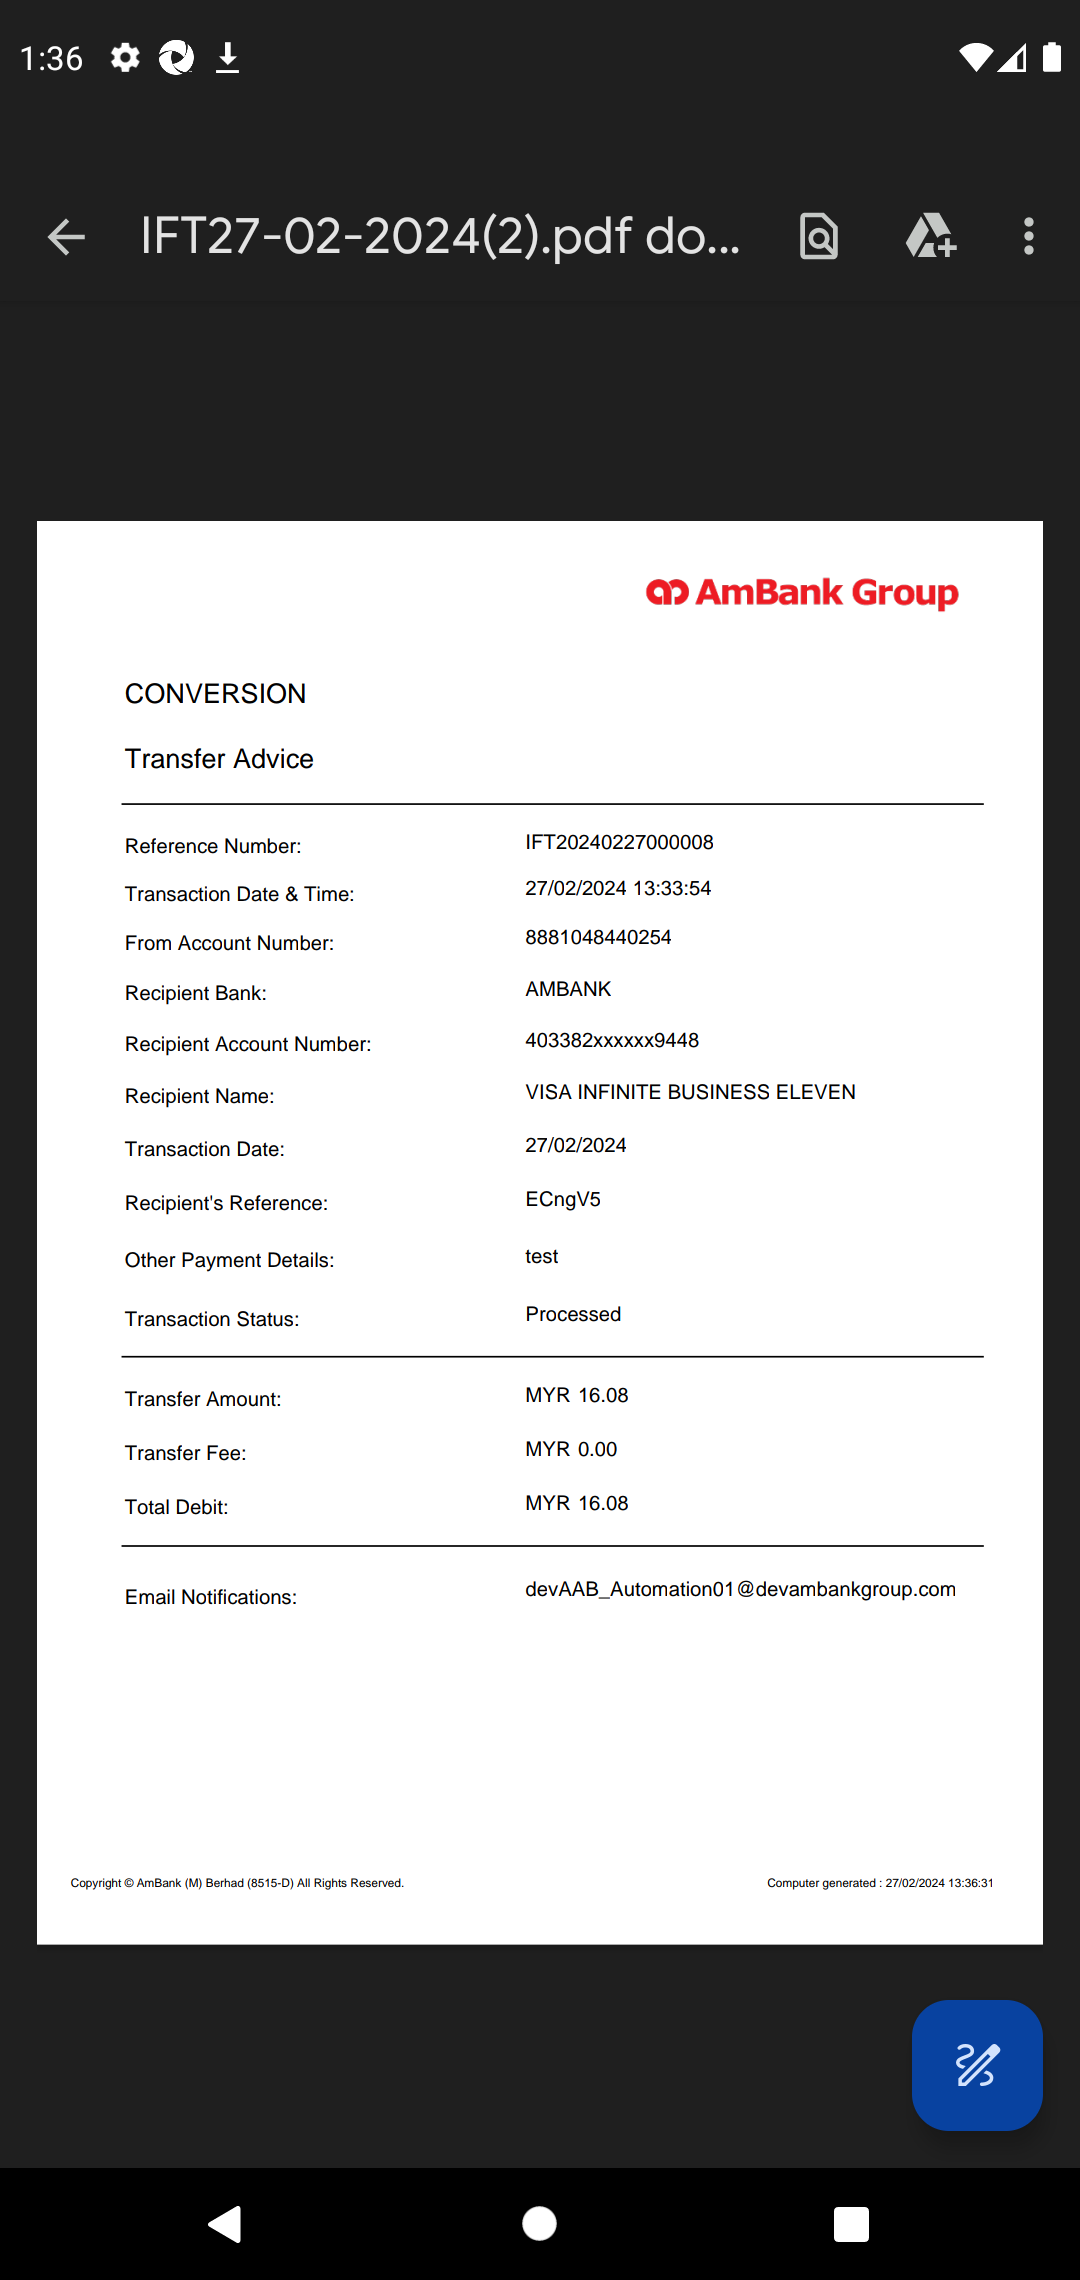 1:36
IFT27-02-2024(2).pdf do...
AmBank Group
CONVERSION
Transfer Advice
Reference Number: IFT20240227000008
Transaction Date & Time: 27/02/2024 13:33:54
From Account Number: 8881048440254
Recipient Bank: AMBANK
Recipient Account Number: 403382xxxxxx9448
Recipient Name: VISA INFINITE BUSINESS ELEVEN
Transaction Date: 27/02/2024
Recipient's Reference: ECngV5
Other Payment Details: test
Transaction Status: Processed
Transfer Amount: MYR 16.08
Transfer Fee: MYR 0.00
Total Debit: MYR 16.08
Email Notifications: devAAB_Automation01@devambankgroup.com
Copyright © AmBank (M) Berhad (8515-D) All Rights Reserved. Computer generated : 27/02/2024 13:36:31